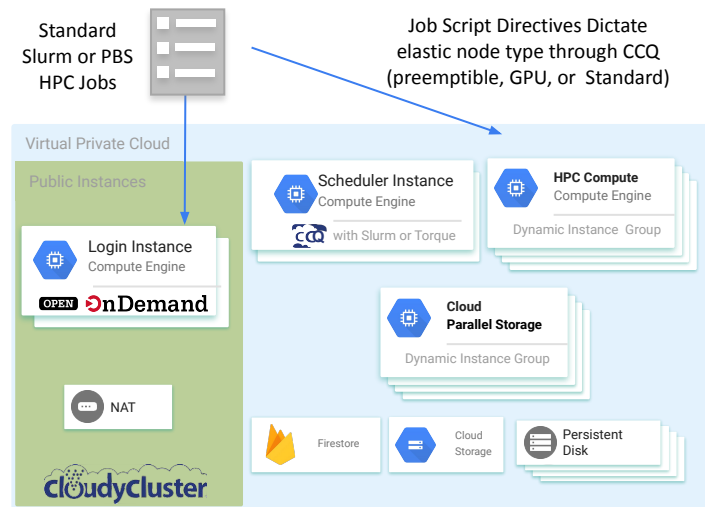 Standard
Slurm or PBS
HPC Jobs
Job Script Directives Dictate
elastic node type through CCQ
(preemptible, GPU, or  Standard)
Virtual Private Cloud
Public Instances
Login Instance
Compute Engine
OPEN OnDemand
NAT
CloudyCluster
Scheduler Instance
Compute Engine
CCQ with Slurm or Torque
HPC Compute
Compute Engine
Dynamic Instance  Group
Cloud
Parallel Storage
Dynamic Instance Group
Firestore
Cloud
Storage
Persistent
Disk